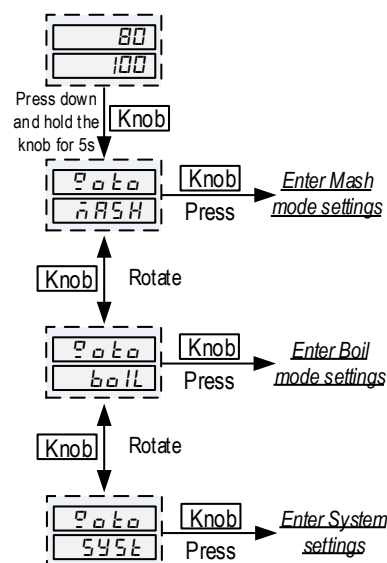 80
100
Press down
and hold the
knob for 5s
Knob
Goto
MASH
Knob
Press
Enter Mash
mode settings
Knob
Rotate
Goto
boiL
Knob
Press
Enter Boil
mode settings
Knob
Rotate
Goto
SYSt
Knob
Press
Enter System
settings